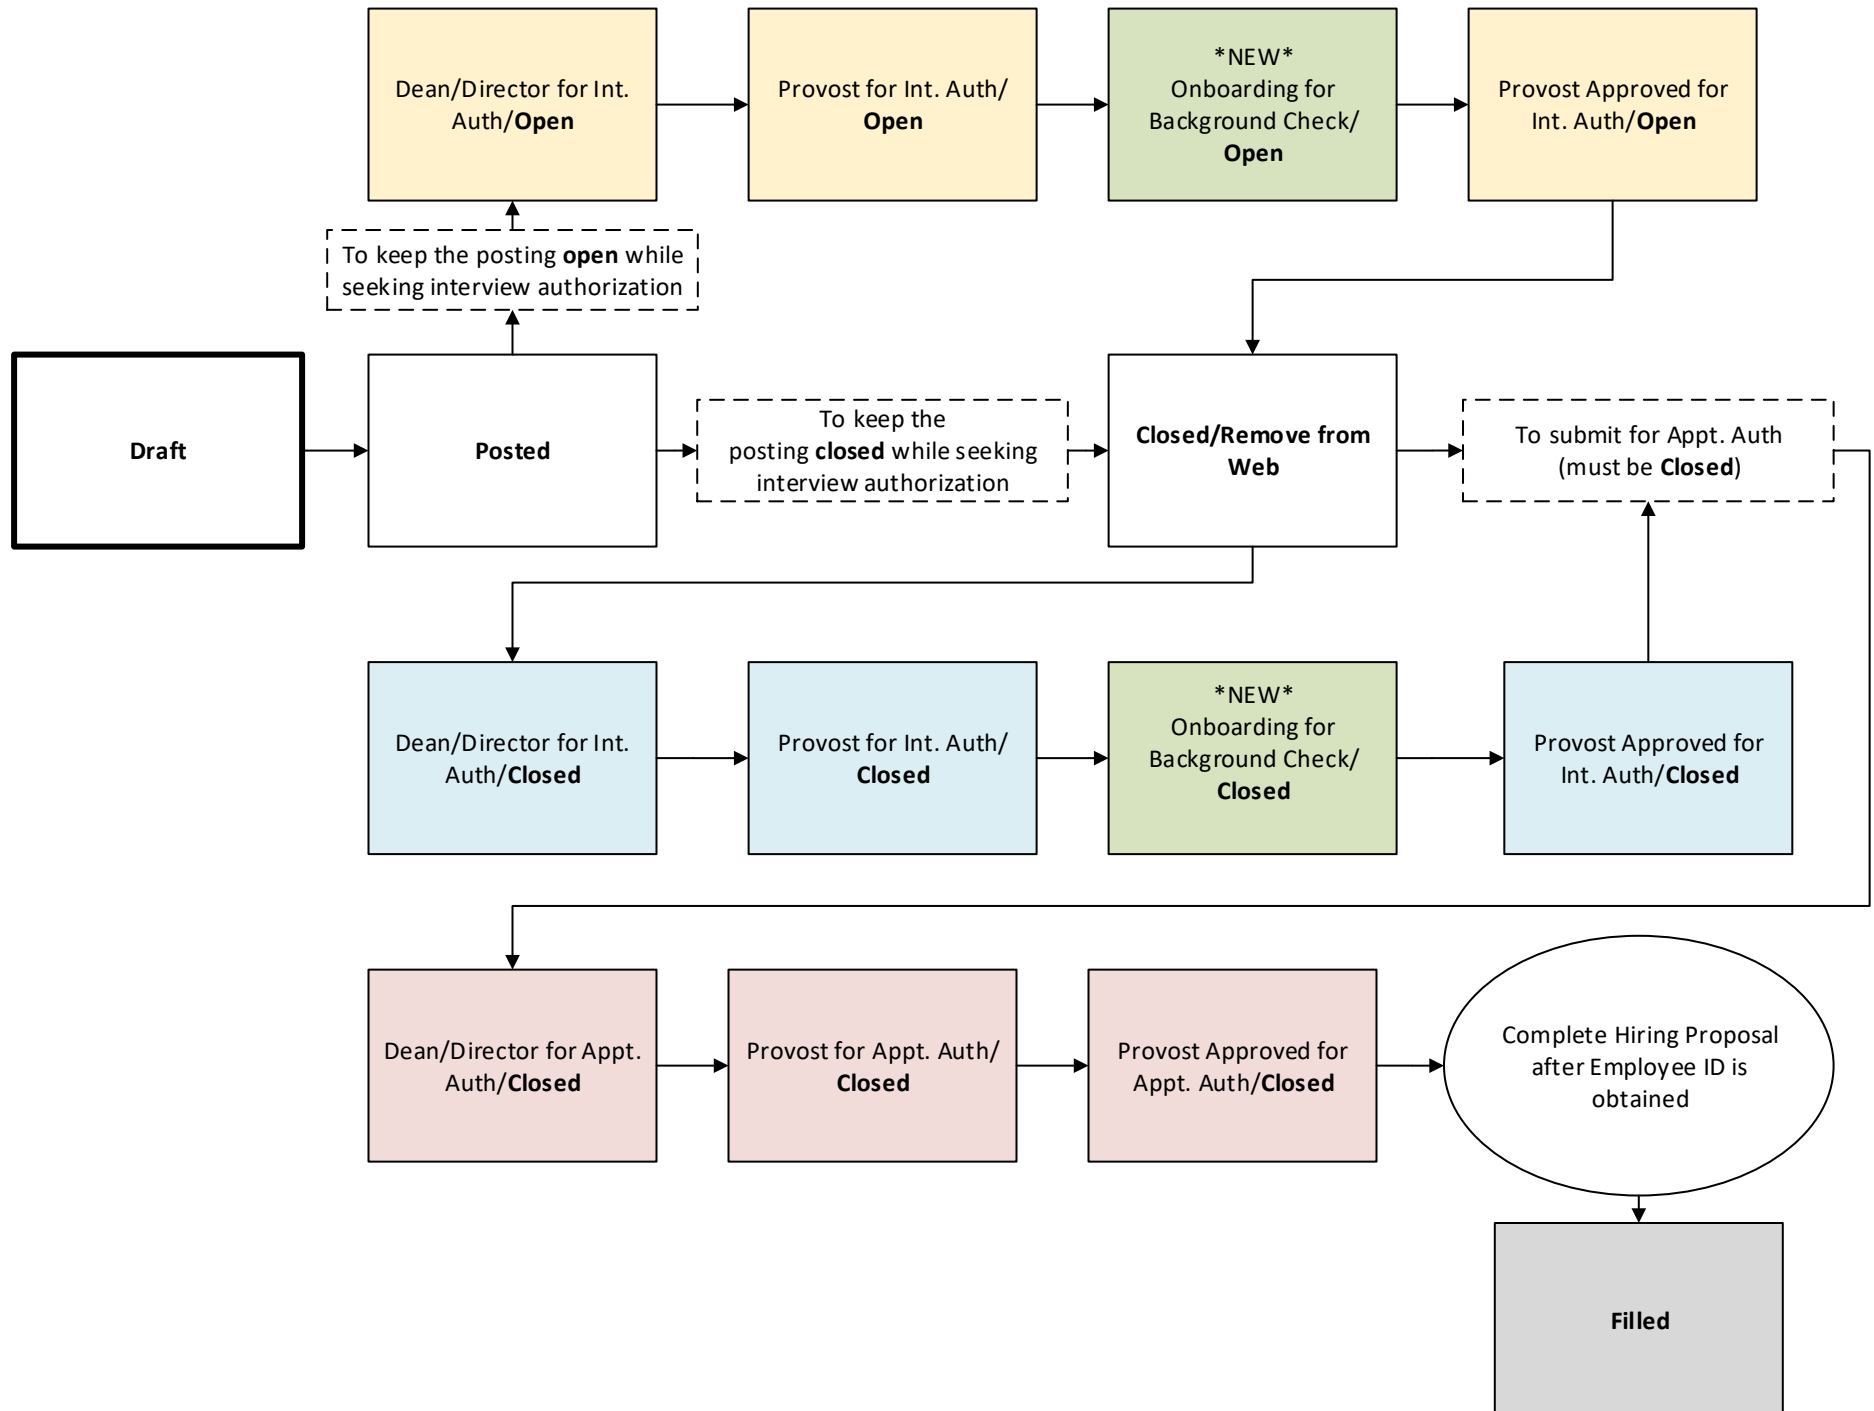 Dean/Director for Int.
Auth/Open
Provost for Int. Auth/
Open
*NEW*
Onboarding for
Background Check/
Open
Provost Approved for
Int. Auth/Open
To keep the posting open while
seeking interview authorization
Draft
Posted
To keep the
posting closed while seeking
interview authorization
Closed/Remove from
Web
To submit for Appt. Auth
(must be Closed)
Dean/Director for Int.
Auth/Closed
Provost for Int. Auth/
Closed
*NEW*
Onboarding for
Background Check/
Closed
Provost Approved for
Int. Auth/Closed
Dean/Director for Appt.
Auth/Closed
Provost for Appt. Auth/
Closed
Provost Approved for
Appt. Auth/Closed
Complete Hiring Proposal
after Employee ID is
obtained
Filled